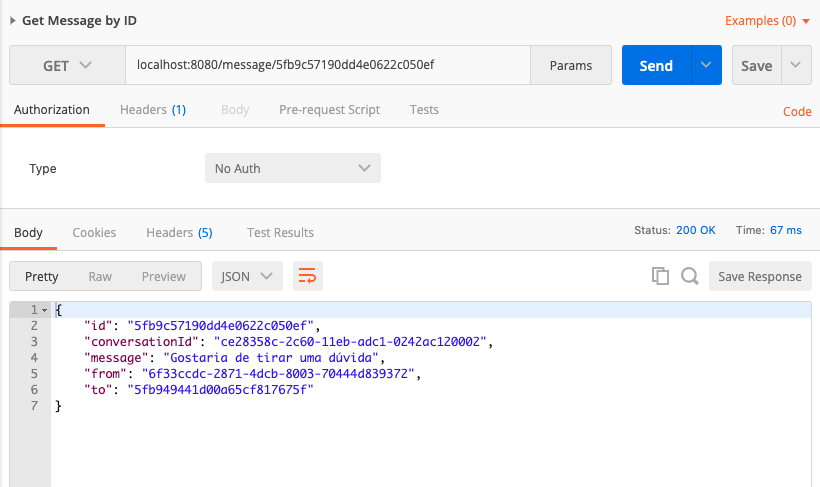 Get Message by ID
Examples (0)
GET localhost:8080/message/5fb9c57190dd4e0622c050ef Params Send Save
Authorization Headers (1) Body Pre-request Script Tests Code
Type No Auth
Body Cookies Headers (5) Test Results Status: 200 OK Time: 67 ms
Pretty Raw Preview JSON Save Response
1 {
2 "id": "5fb9c57190dd4e0622c050ef",
3 "conversationId": "ce28358c-2c60-11eb-adc1-0242ac120002",
4 "message": "Gostaria de tirar uma dúvida",
5 "from": "6f33ccdc-2871-4dcb-8003-70444d839372",
6 "to": "5fb949441d00a65cf817675f"
7 }